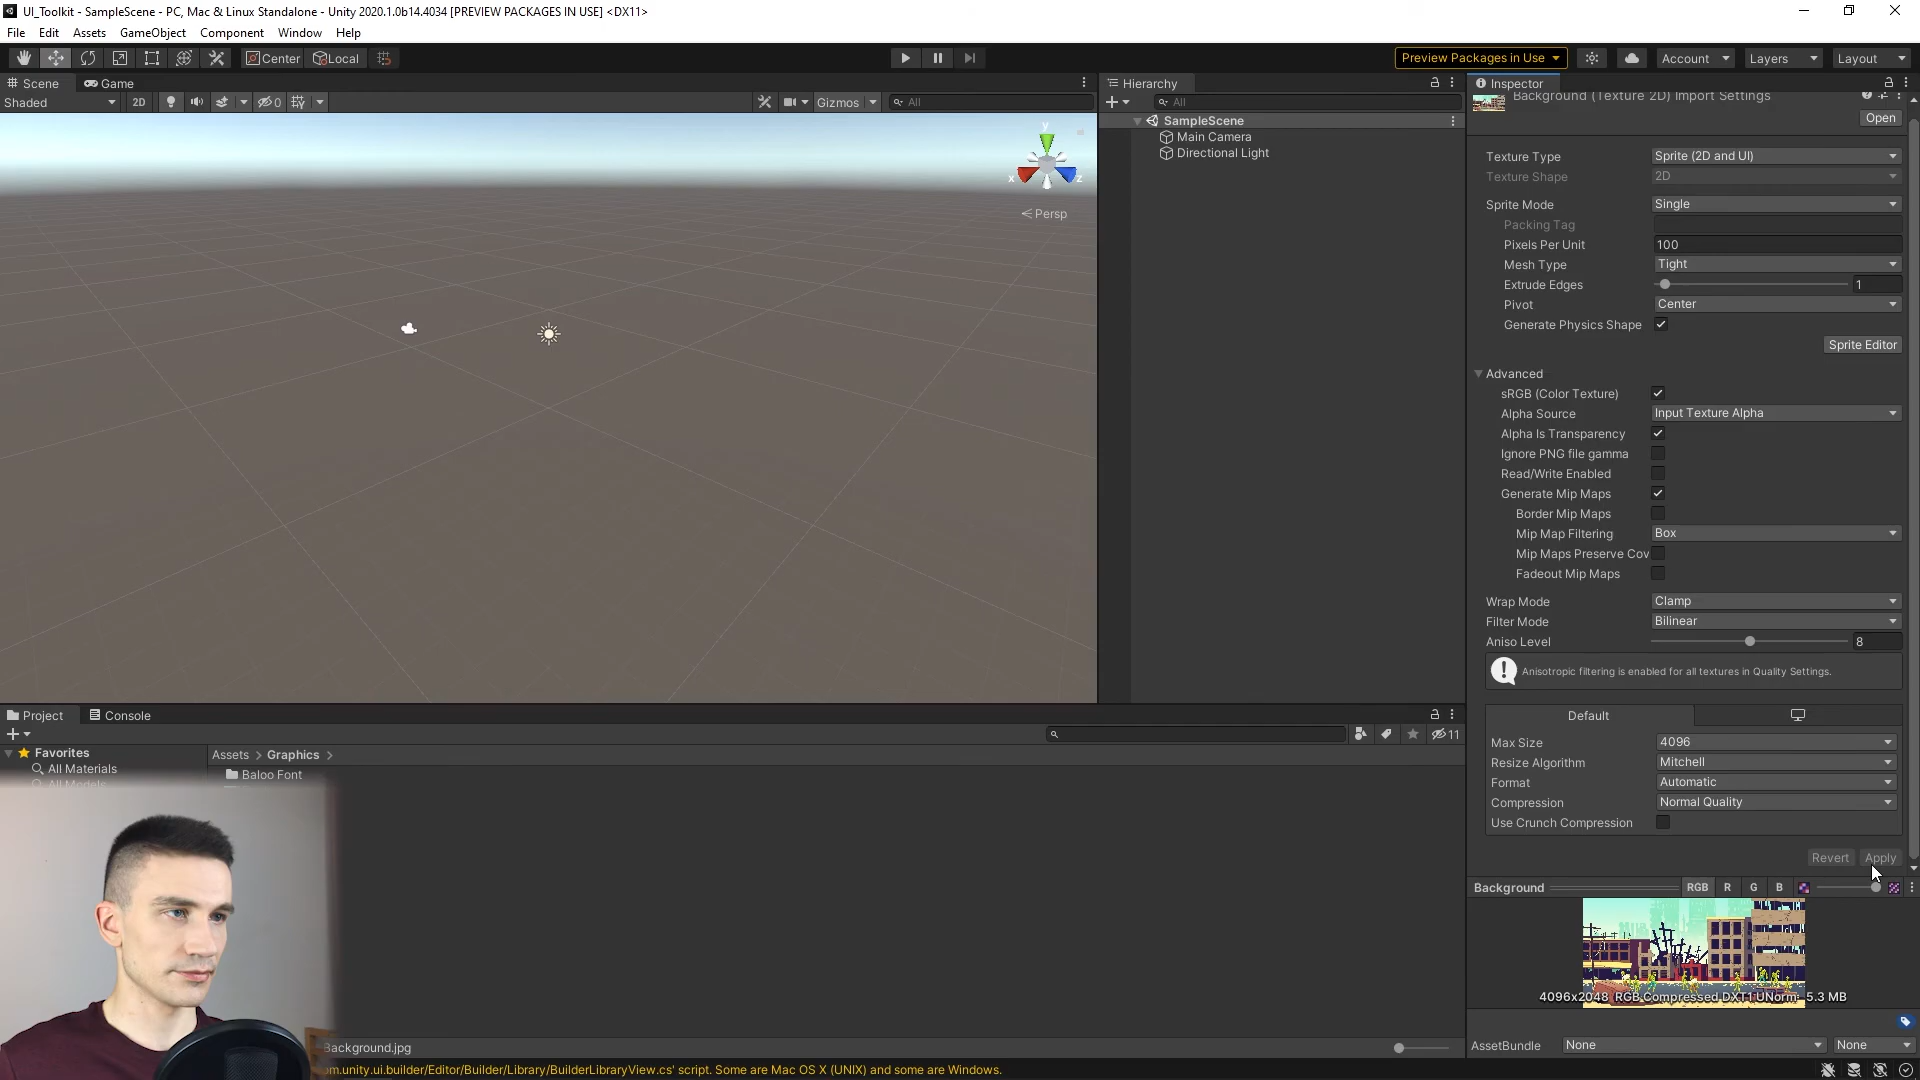 UI_Toolkit - SampleScene - PC, Mac & Linux Standalone - Unity 2020.1.0b14.4034 [PREVIEW PACKAGES IN USE] <DX11>
File Edit Assets GameObject Component Window Help
Center Local Preview Packages in Use Account Layers Layout
Scene Game
Shaded 2D 0 Gizmos All
y
x z
Persp
Hierarchy
All
SampleScene
Main Camera
Directional Light
Inspector
Background (Texture 2D) Import Settings
Open
Texture Type Sprite (2D and UI)
Texture Shape 2D
Sprite Mode Single
Packing Tag
Pixels Per Unit 100
Mesh Type Tight
Extrude Edges 1
Pivot Center
Generate Physics Shape
Sprite Editor
Advanced
sRGB (Color Texture)
Alpha Source Input Texture Alpha
Alpha Is Transparency
Ignore PNG file gamma
Read/Write Enabled
Generate Mip Maps
Border Mip Maps
Mip Map Filtering Box
Mip Maps Preserve Cov
Fadeout Mip Maps
Wrap Mode Clamp
Filter Mode Bilinear
Aniso Level 8
Anisotropic filtering is enabled for all textures in Quality Settings.
Default
Max Size 4096
Resize Algorithm Mitchell
Format Automatic
Compression Normal Quality
Use Crunch Compression
Revert Apply
Background RGB R G B
4096x2048 RGB Compressed DXT1 UNorm 5.3 MB
AssetBundle None None
Project Console
11
Favorites
All Materials
All Models
Assets > Graphics >
Baloo Font
Background.jpg
om.unity.ui.builder/Editor/Builder/Library/BuilderLibraryView.cs' script. Some are Mac OS X (UNIX) and some are Windows.